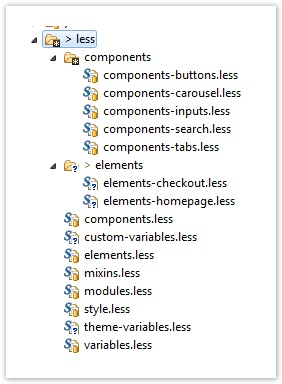 > less
components
components-buttons.less
components-carousel.less
components-inputs.less
components-search.less
components-tabs.less
> elements
elements-checkout.less
elements-homepage.less
components.less
custom-variables.less
elements.less
mixins.less
modules.less
style.less
theme-variables.less
variables.less